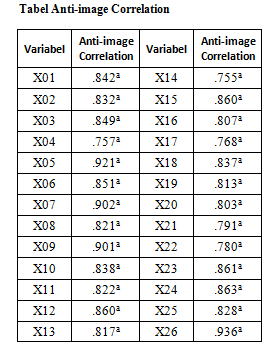 Tabel Anti-image Correlation
Variabel Anti-image Correlation Variabel Anti-image Correlation
X01 .842ª X14 .755ª
X02 .832ª X15 .860ª
X03 .849ª X16 .807ª
X04 .757ª X17 .768ª
X05 .921ª X18 .837ª
X06 .851ª X19 .813ª
X07 .902ª X20 .803ª
X08 .821ª X21 .791ª
X09 .901ª X22 .780ª
X10 .838ª X23 .861ª
X11 .822ª X24 .863ª
X12 .860ª X25 .828ª
X13 .817ª X26 .936ª